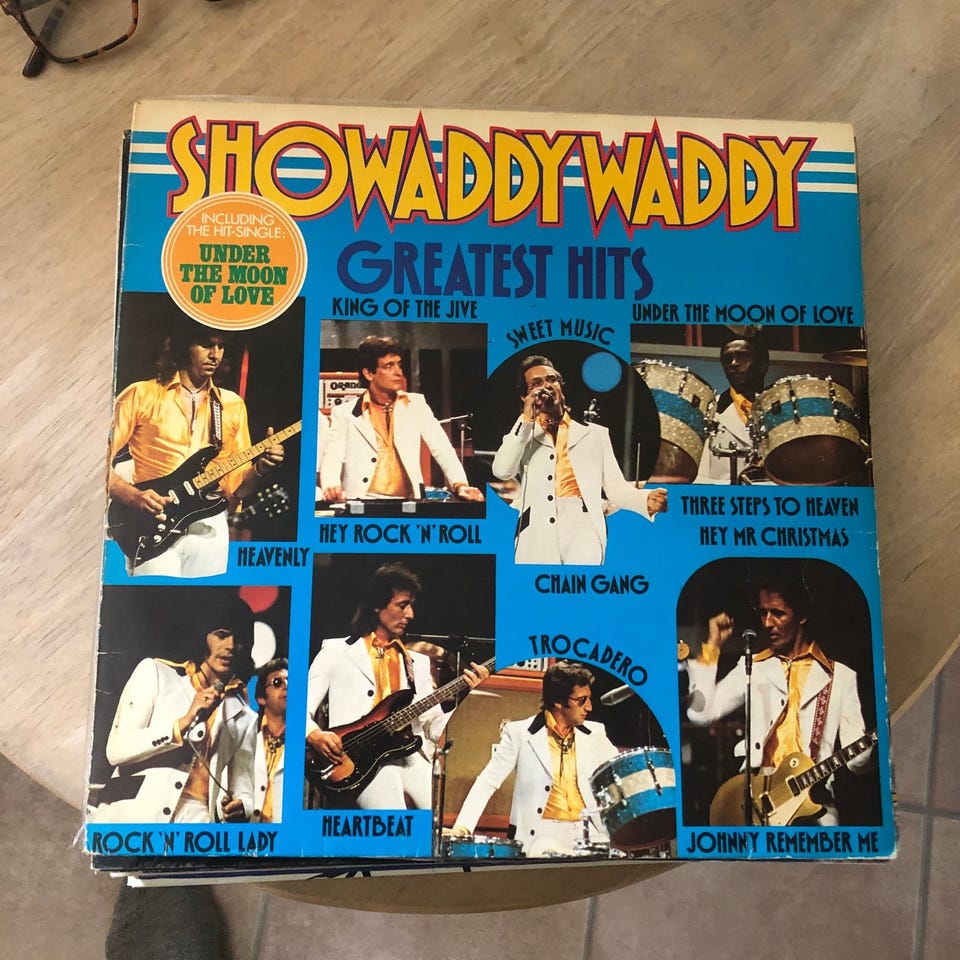 SHOWADDYWADDY
INCLUDING
THE HIT-SINGLE:
UNDER
THE MOON
OF LOVE
GREATEST HITS
KING OF THE JIVE
SWEET MUSIC
UNDER THE MOON OF LOVE
ORANGE
HEY ROCK 'N' ROLL
THREE STEPS TO HEAVEN
HEY MR CHRISTMAS
HEAVENLY
CHAIN GANG
TROCADERO
ROCK 'N' ROLL LADY
HEARTBEAT
JOHNNY REMEMBER ME